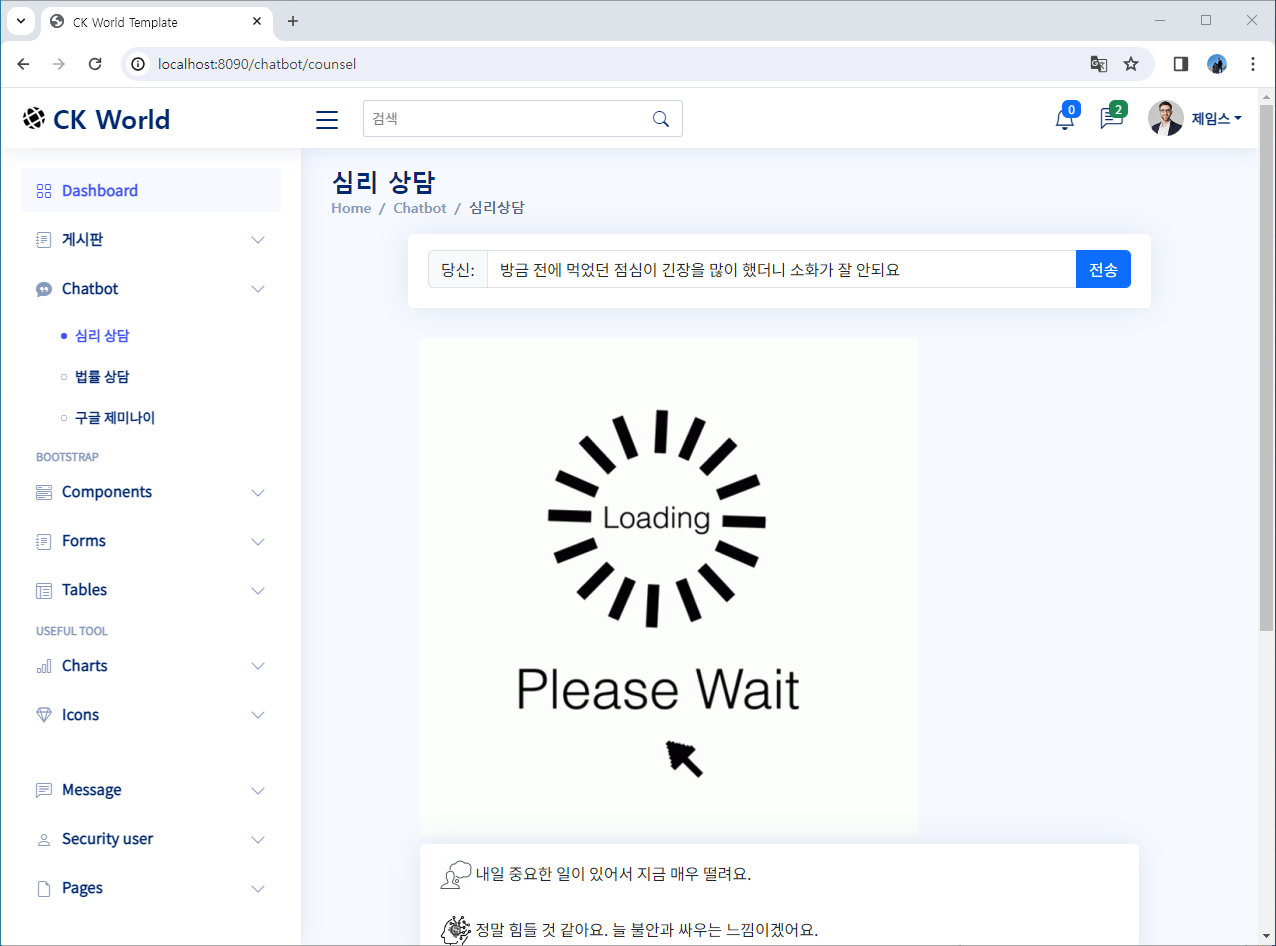 CK World Template
localhost:8090/chatbot/counsel
CK World
검색
0
2
제임스
Dashboard
게시판
Chatbot
심리 상담
법률 상담
구글 제미나이
BOOTSTRAP
Components
Forms
Tables
USEFUL TOOL
Charts
Icons
Message
Security user
Pages
심리 상담
Home / Chatbot / 심리상담
당신: 방금 전에 먹었던 점심이 긴장을 많이 했더니 소화가 잘 안되요 전송
Loading
Please Wait
내일 중요한 일이 있어서 지금 매우 떨려요.
정말 힘들 것 같아요. 늘 불안과 싸우는 느낌이겠어요.